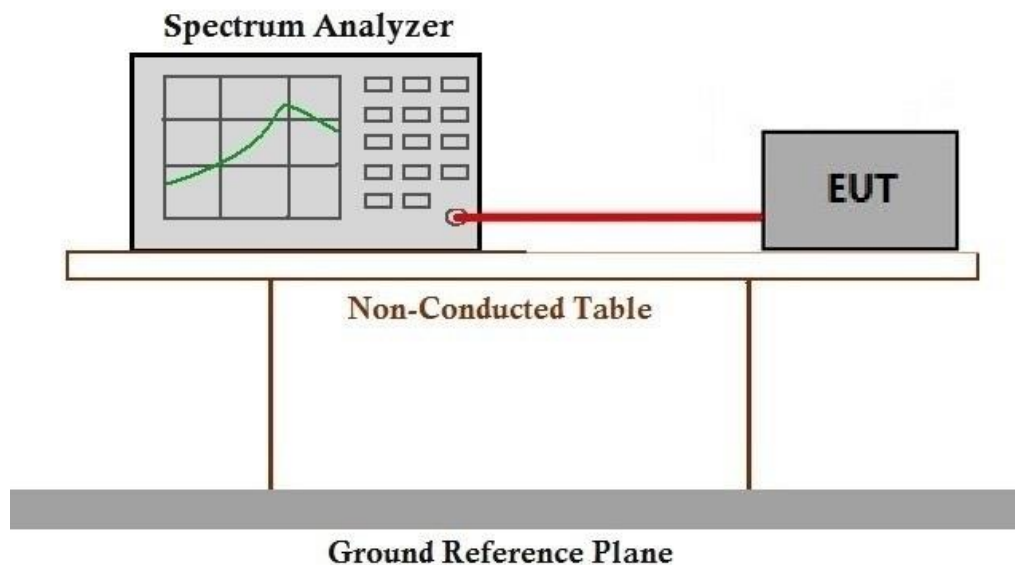 Spectrum Analyzer
EUT
Non-Conducted Table
Ground Reference Plane